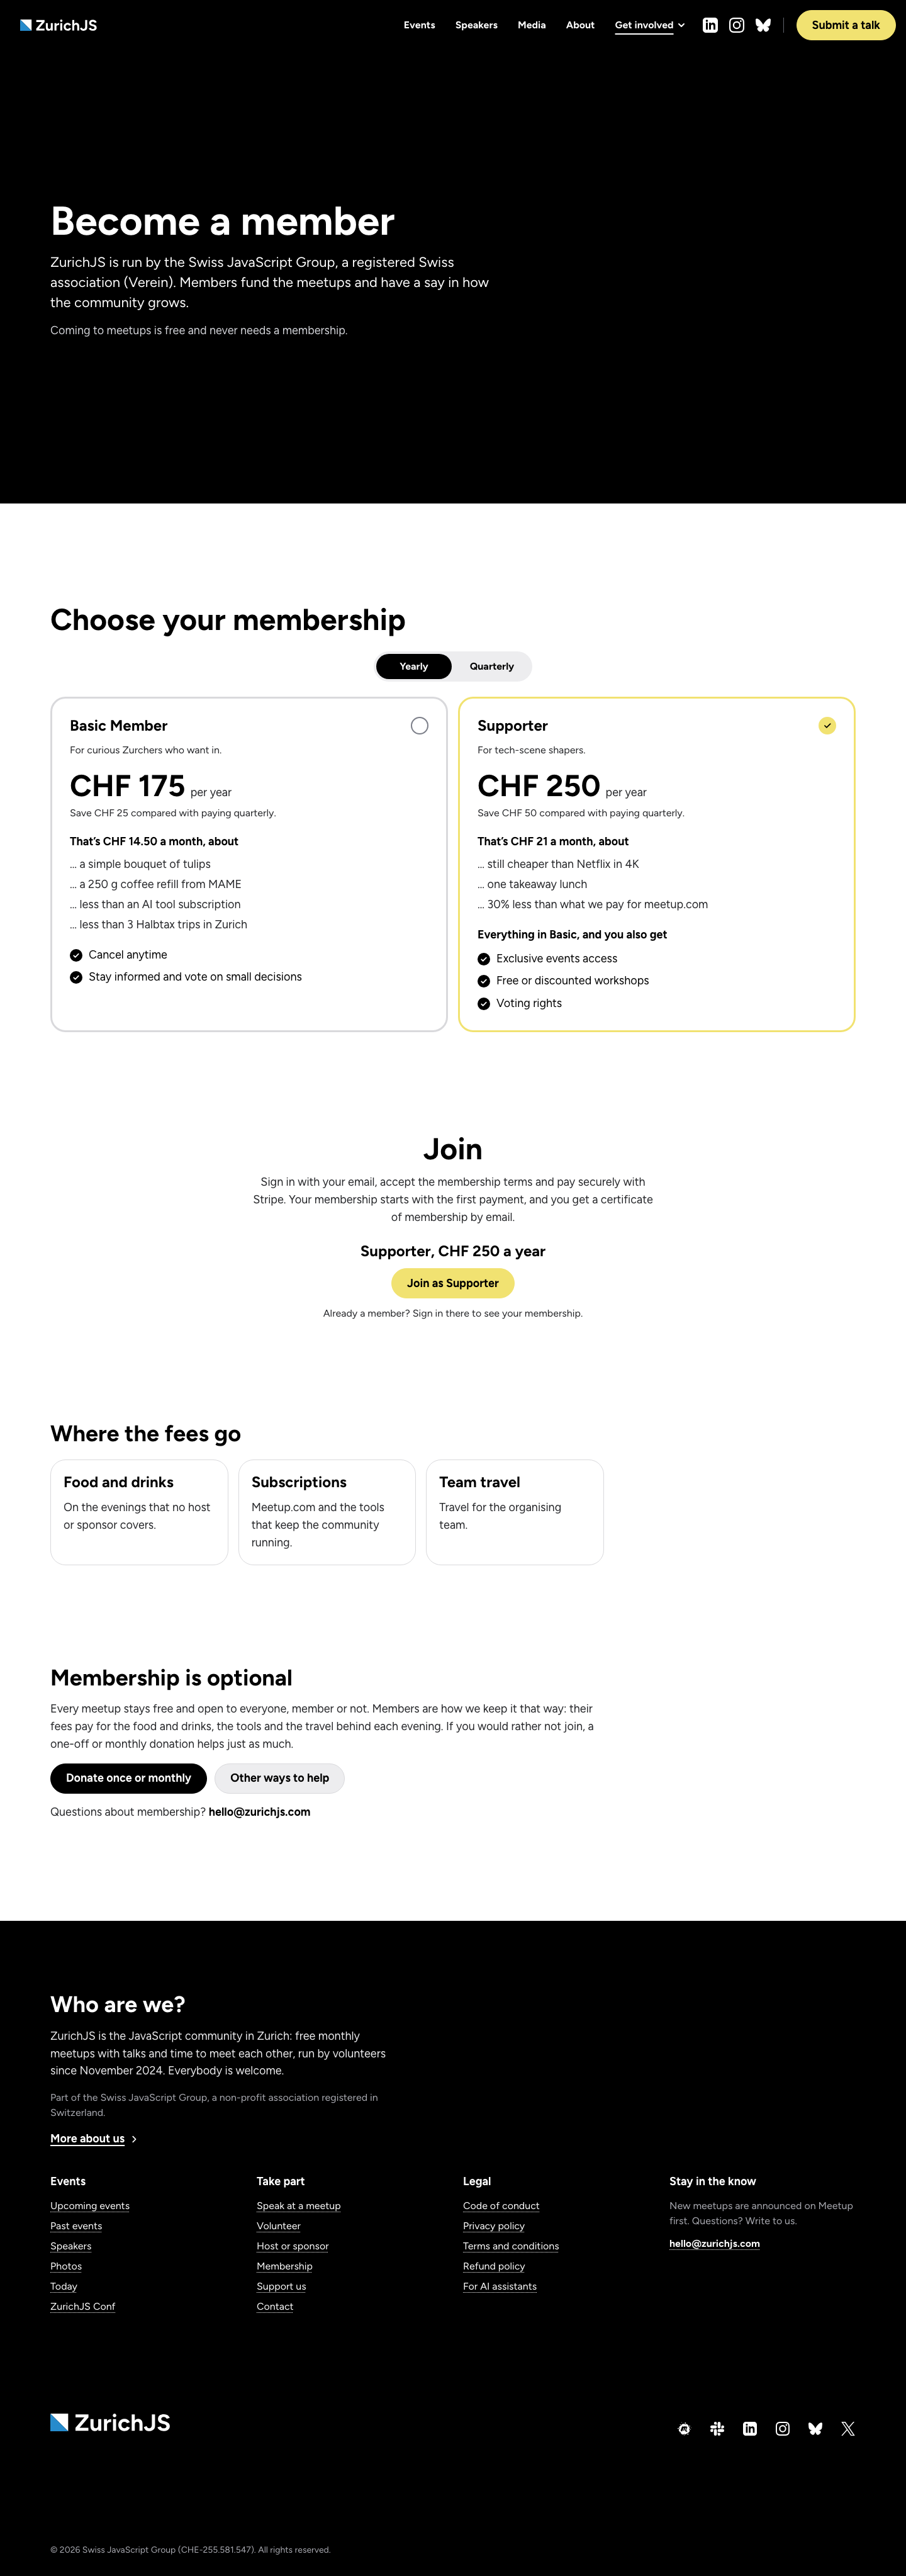 ZurichJS
Events
Speakers
Media
About
Get involved
Submit a talk
Become a member
ZurichJS is run by the Swiss JavaScript Group, a registered Swiss
association (Verein). Members fund the meetups and have a say in how
the community grows.
Coming to meetups is free and never needs a membership.
Choose your membership
Yearly
Quarterly
Basic Member
For curious Zurchers who want in.
CHF 175 per year
Save CHF 25 compared with paying quarterly.
That's CHF 14.50 a month, about
... a simple bouquet of tulips
... a 250 g coffee refill from MAME
... less than an AI tool subscription
... less than 3 Halbtax trips in Zurich
Cancel anytime
Stay informed and vote on small decisions
Supporter
For tech-scene shapers.
CHF 250 per year
Save CHF 50 compared with paying quarterly.
That's CHF 21 a month, about
... still cheaper than Netflix in 4K
... one takeaway lunch
... 30% less than what we pay for meetup.com
Everything in Basic, and you also get
Exclusive events access
Free or discounted workshops
Voting rights
Join
Sign in with your email, accept the membership terms and pay securely with
Stripe. Your membership starts with the first payment, and you get a certificate
of membership by email.
Supporter, CHF 250 a year
Join as Supporter
Already a member? Sign in there to see your membership.
Where the fees go
Food and drinks
On the evenings that no host
or sponsor covers.
Subscriptions
Meetup.com and the tools
that keep the community
running.
Team travel
Travel for the organising
team.
Membership is optional
Every meetup stays free and open to everyone, member or not. Members are how we keep it that way: their
fees pay for the food and drinks, the tools and the travel behind each evening. If you would rather not join, a
one-off or monthly donation helps just as much.
Donate once or monthly
Other ways to help
Questions about membership? hello@zurichjs.com
Who are we?
ZurichJS is the JavaScript community in Zurich: free monthly
meetups with talks and time to meet each other, run by volunteers
since November 2024. Everybody is welcome.
Part of the Swiss JavaScript Group, a non-profit association registered in
Switzerland.
More about us
Events
Upcoming events
Past events
Speakers
Photos
Today
ZurichJS Conf
Take part
Speak at a meetup
Volunteer
Host or sponsor
Membership
Support us
Contact
Legal
Code of conduct
Privacy policy
Terms and conditions
Refund policy
For AI assistants
Stay in the know
New meetups are announced on Meetup
first. Questions? Write to us.
hello@zurichjs.com
ZurichJS
© 2026 Swiss JavaScript Group (CHE-255.581.547). All rights reserved.